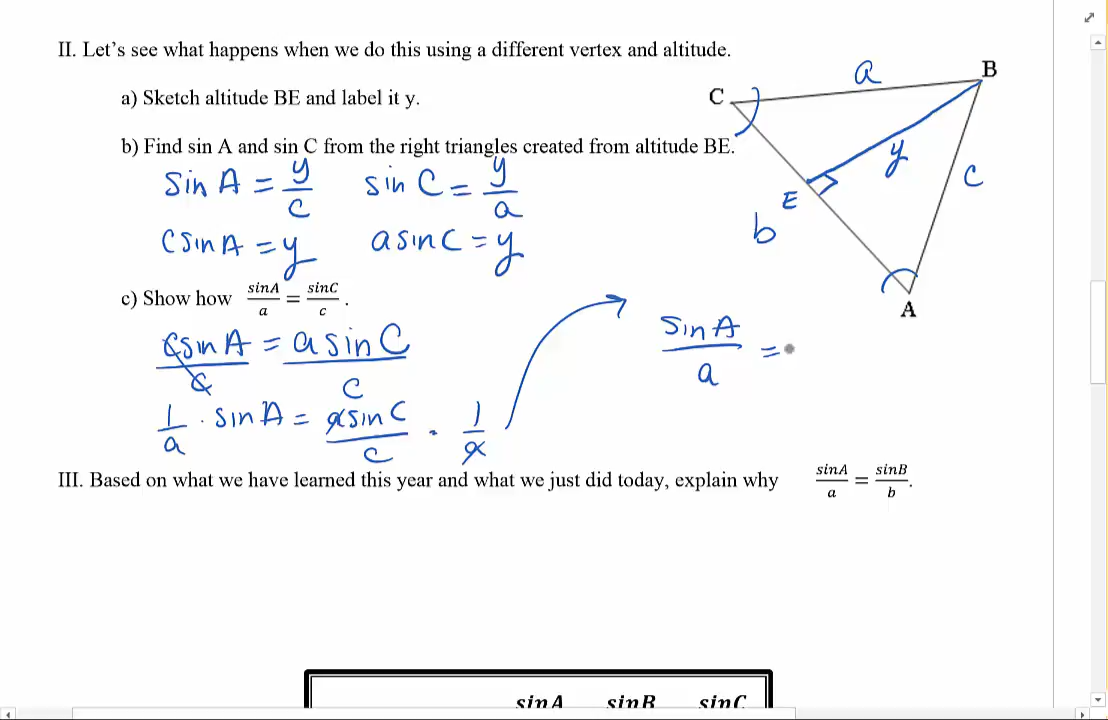 II. Let's see what happens when we do this using a different vertex and altitude.
a) Sketch altitude BE and label it y.
b) Find sin A and sin C from the right triangles created from altitude BE.
sin A = y/c    sin C = y/a
c sin A = y    a sin C = y
c) Show how sinA/a = sinC/c .
c sin A/c = a sin C/c
1/a · sin A = a sin C/c · 1/a
sin A/a =
C
a
B
y
c
E
b
A
III. Based on what we have learned this year and what we just did today, explain why sinA/a = sinB/b.
sinA sinB sinC